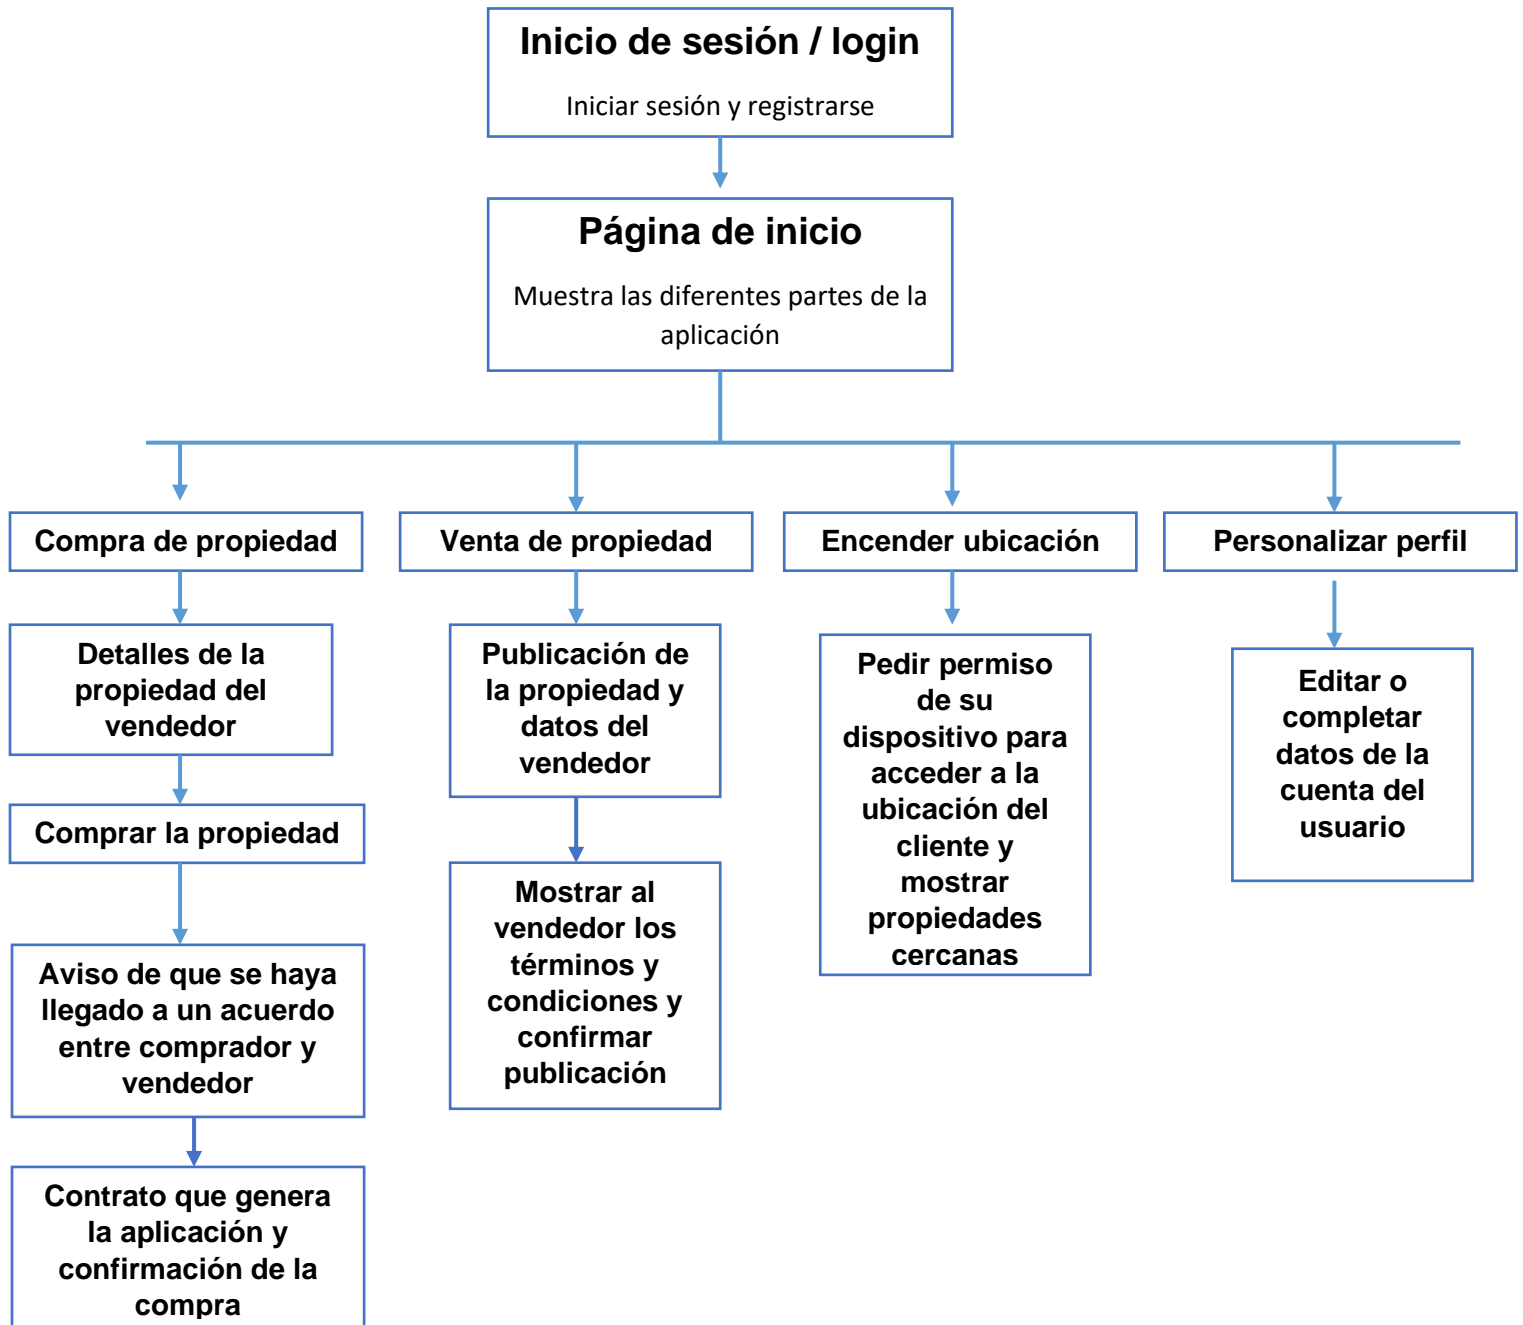 Inicio de sesión / login
Iniciar sesión y registrarse
Página de inicio
Muestra las diferentes partes de la
aplicación
Compra de propiedad
Venta de propiedad
Encender ubicación
Personalizar perfil
Detalles de la
propiedad del
vendedor
Publicación de
la propiedad y
datos del
vendedor
Pedir permiso
de su
dispositivo para
acceder a la
ubicación del
cliente y
mostrar
propiedades
cercanas
Editar o
completar
datos de la
cuenta del
usuario
Comprar la propiedad
Mostrar al
vendedor los
términos y
condiciones y
confirmar
publicación
Aviso de que se haya
llegado a un acuerdo
entre comprador y
vendedor
Contrato que genera
la aplicación y
confirmación de la
compra